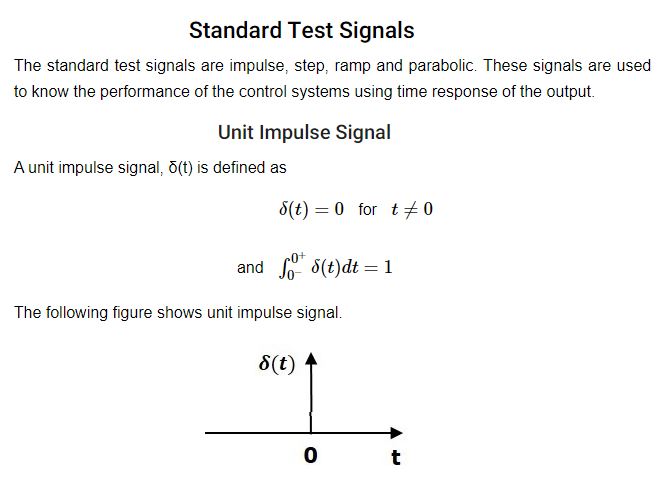 Standard Test Signals
The standard test signals are impulse, step, ramp and parabolic. These signals are used
to know the performance of the control systems using time response of the output.
Unit Impulse Signal
A unit impulse signal, δ(t) is defined as
δ(t) = 0 for t ≠ 0
and ∫₀₋⁰⁺ δ(t)dt = 1
The following figure shows unit impulse signal.
δ(t)
0 t